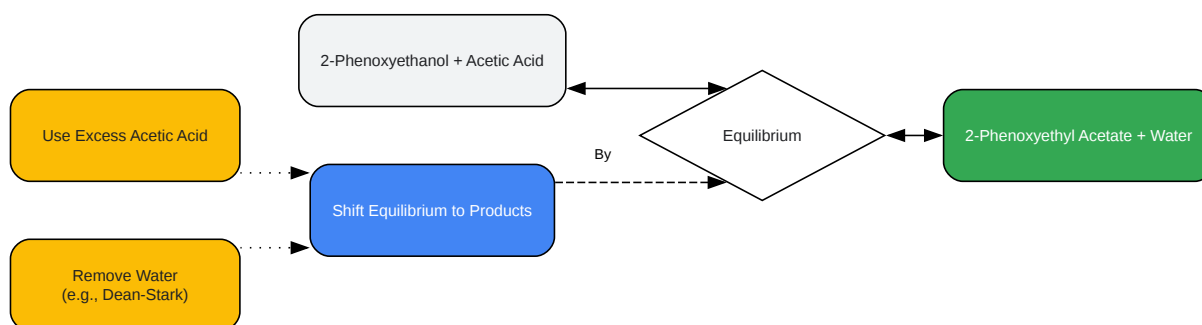 2-Phenoxyethanol + Acetic Acid
Use Excess Acetic Acid
Equilibrium
2-Phenoxyethyl Acetate + Water
By
Shift Equilibrium to Products
Remove Water
(e.g., Dean-Stark)